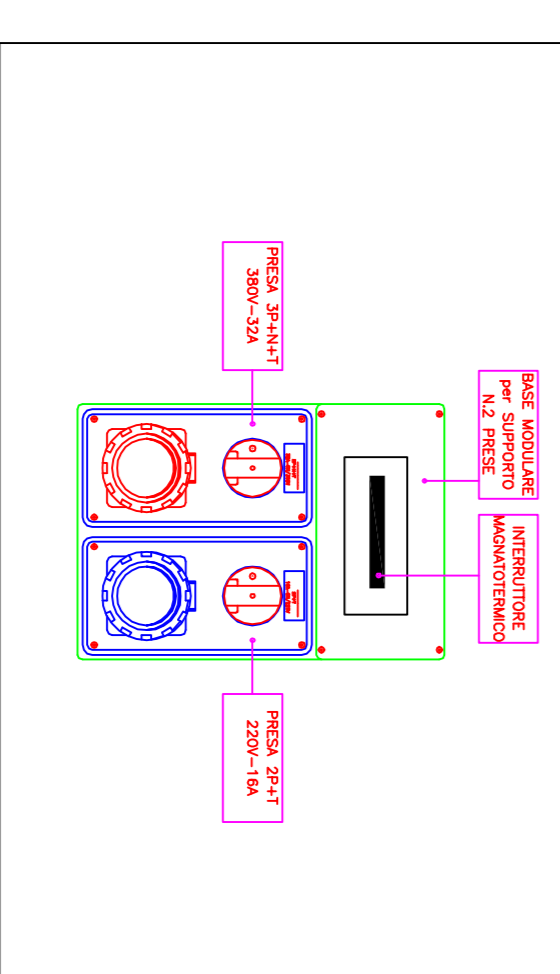 BASE MODULARE
per SUPPORTO
N.2 PRESE
INTERRUTTORE
MAGNATOTERMICO
PRESA 3P+N+T
380V-32A
PRESA 2P+T
220V-16A